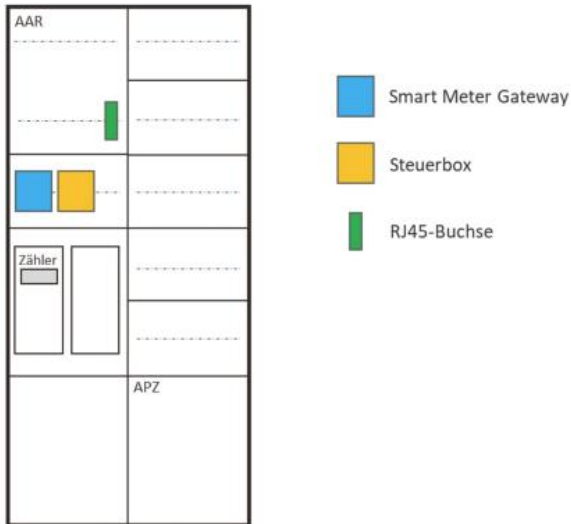 AAR
Smart Meter Gateway
Steuerbox
RJ45-Buchse
Zähler
APZ